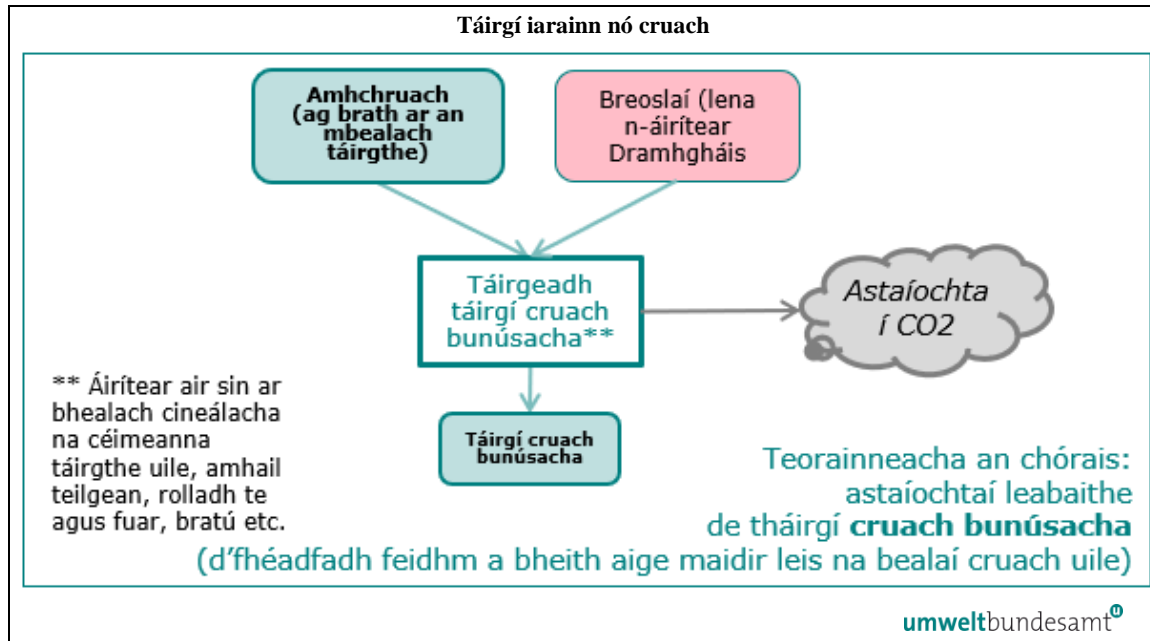 Táirgí iarainn nó cruach
Amhchruach
(ag brath ar an
mbealach
táirgthe)
Breoslaí (lena
n-áirítear
Dramhgháis
Táirgeadh
táirgí cruach
bunúsacha**
Astaíochta
í CO2
** Áirítear air sin ar
bhealach cineálacha
na céimeanna
táirgthe uile, amhail
teilgean, rolladh te
agus fuar, bratú etc.
Táirgí cruach
bunúsacha
Teorainneacha an chórais:
astaíochtaí leabaithe
de tháirgí cruach bunúsacha
(d'fhéadfadh feidhm a bheith aige maidir leis na bealaí cruach uile)
umweltbundesamt